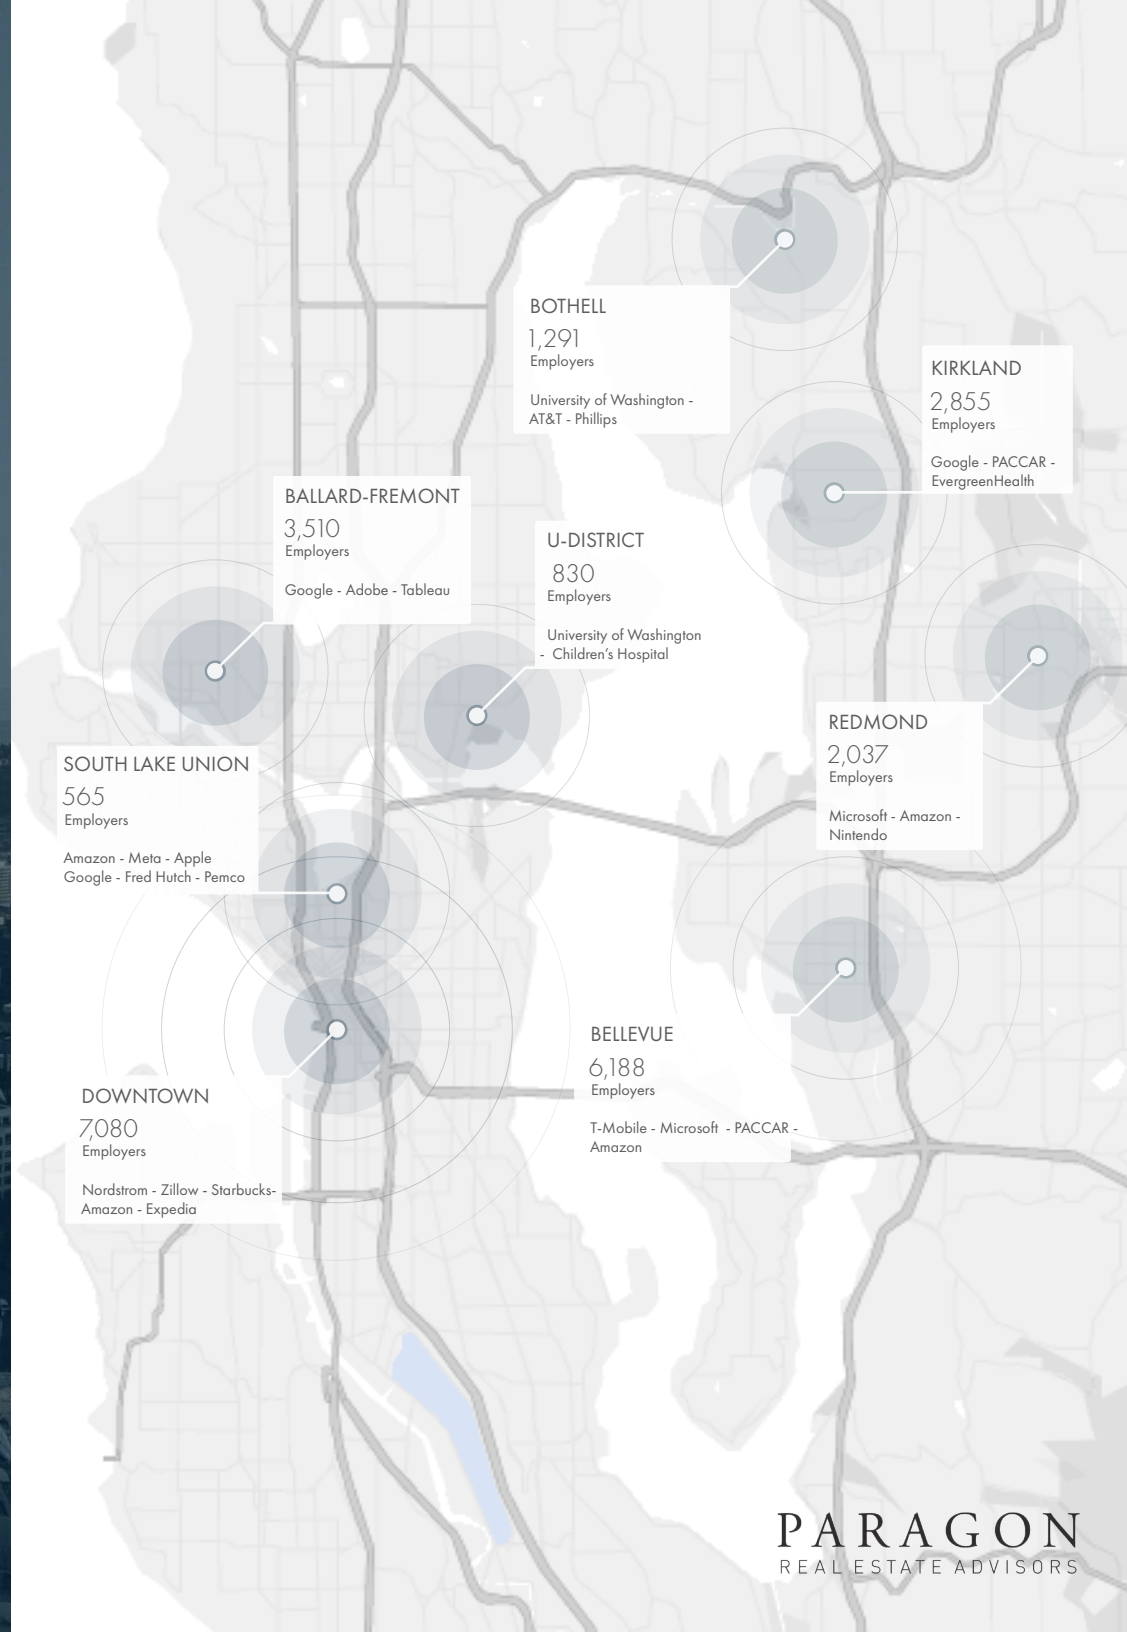 BOTHELL
1,291
Employers
University of Washington -
AT&T - Phillips
KIRKLAND
2,855
Employers
Google - PACCAR -
EvergreenHealth
BALLARD-FREMONT
3,510
Employers
Google - Adobe - Tableau
U-DISTRICT
830
Employers
University of Washington
- Children's Hospital
REDMOND
2,037
Employers
Microsoft - Amazon -
Nintendo
SOUTH LAKE UNION
565
Employers
Amazon - Meta - Apple
Google - Fred Hutch - Pemco
BELLEVUE
6,188
Employers
T-Mobile - Microsoft - PACCAR -
Amazon
DOWNTOWN
7,080
Employers
Nordstrom - Zillow - Starbucks-
Amazon - Expedia
PARAGON
REAL ESTATE ADVISORS